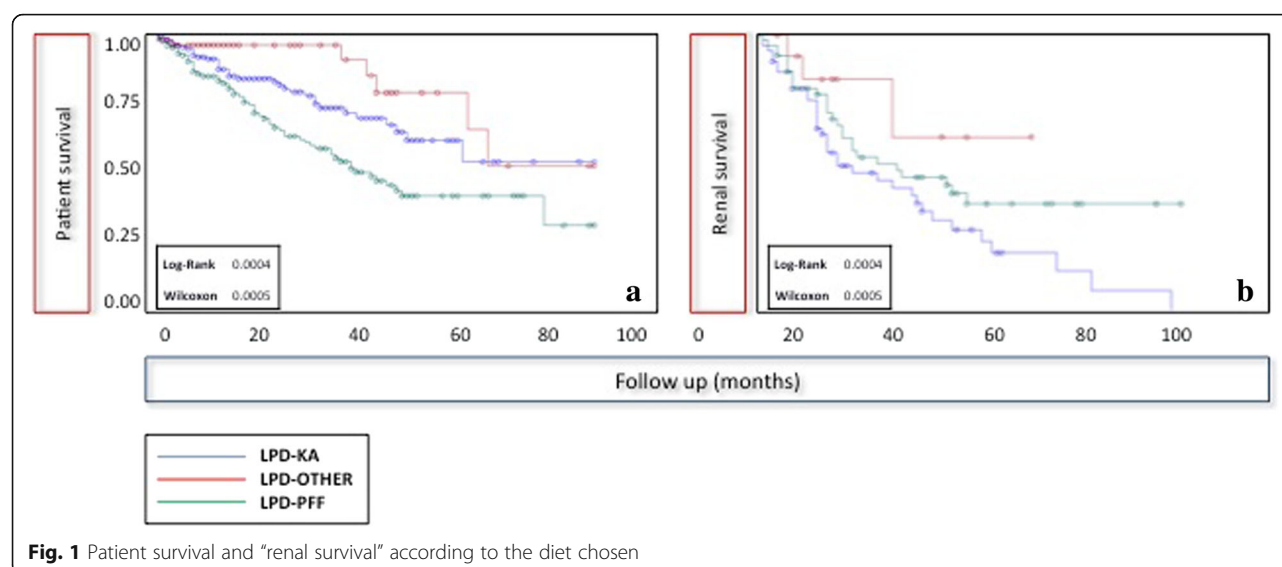 Patient survival
1.00
0.75
0.50
0.25
0.00
Log-Rank 0.0004
Wilcoxon 0.0005
a
0 20 40 60 80 100
Renal survival
Log-Rank 0.0004
Wilcoxon 0.0005
b
0 20 40 60 80 100
Follow up (months)
LPD-KA
LPD-OTHER
LPD-PFF
Fig. 1 Patient survival and “renal survival” according to the diet chosen